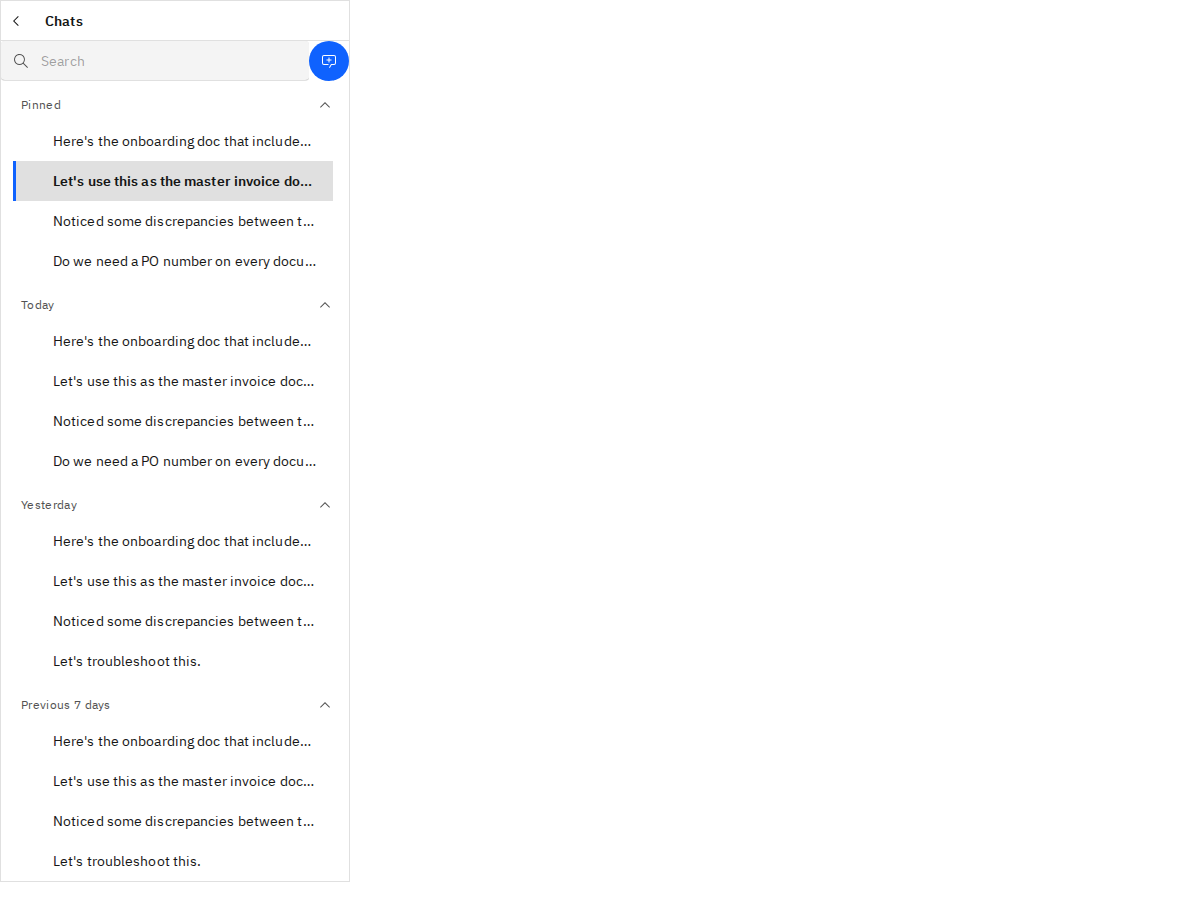 Chats
Search
Pinned
Here's the onboarding doc that include...
Let's use this as the master invoice do...
Noticed some discrepancies between t...
Do we need a PO number on every docu...
Today
Here's the onboarding doc that include...
Let's use this as the master invoice doc...
Noticed some discrepancies between t...
Do we need a PO number on every docu...
Yesterday
Here's the onboarding doc that include...
Let's use this as the master invoice doc...
Noticed some discrepancies between t...
Let's troubleshoot this.
Previous 7 days
Here's the onboarding doc that include...
Let's use this as the master invoice doc...
Noticed some discrepancies between t...
Let's troubleshoot this.